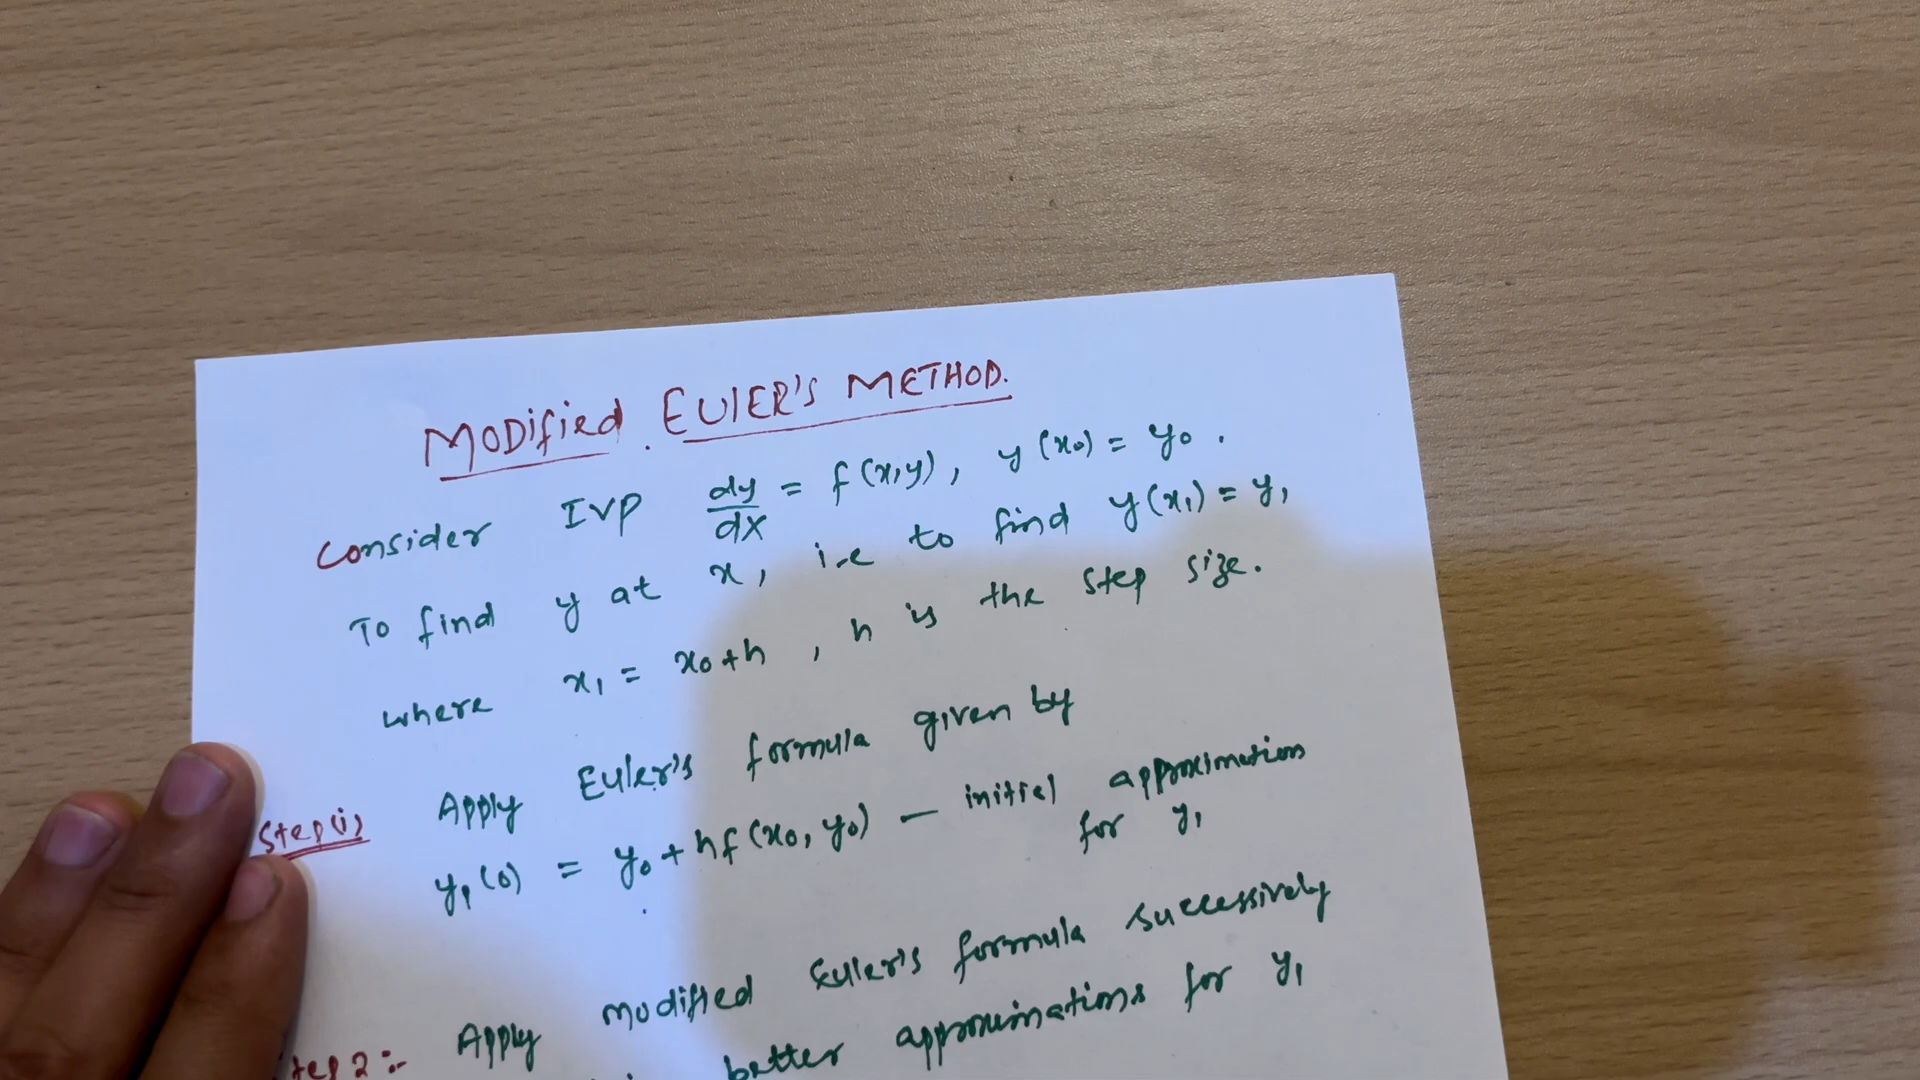 MODified EUlER'S METHOD.
Consider IVP dy/dx = f(x,y), y(x₀) = y₀.
To find y at x, i.e to find y(x₁) = y₁
where x₁ = x₀+h, h is the step size.
Step(i) Apply Euler's formula given by
y₁(0) = y₀+hf(x₀, y₀) — initial approximation
for y₁
Step 2:- Apply modified Euler's formula successively
better approximations for y₁